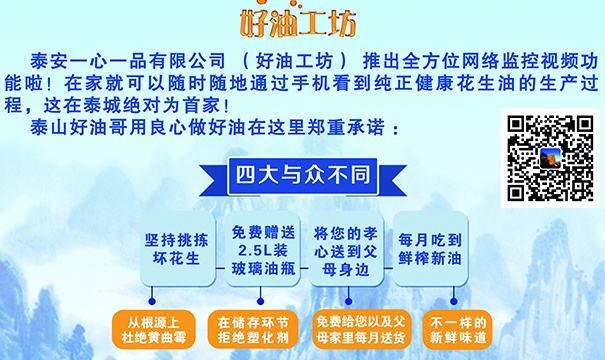 好油工坊
泰安一心一品有限公司（好油工坊）推出全方位网络监控视频功
能啦！在家就可以随时随地通过手机看到纯正健康花生油的生产过
程，这在泰城绝对为首家！
泰山好油哥用良心做好油在这里郑重承诺：
四大与众不同
坚持挑拣
坏花生
免费赠送
2.5L装
玻璃油瓶
将您的孝
心送到父
母身边
每月吃到
鲜榨新油
从根源上
杜绝黄曲霉
在储存环节
拒绝塑化剂
免费给您以及父
母家里每月送货
不一样的
新鲜味道